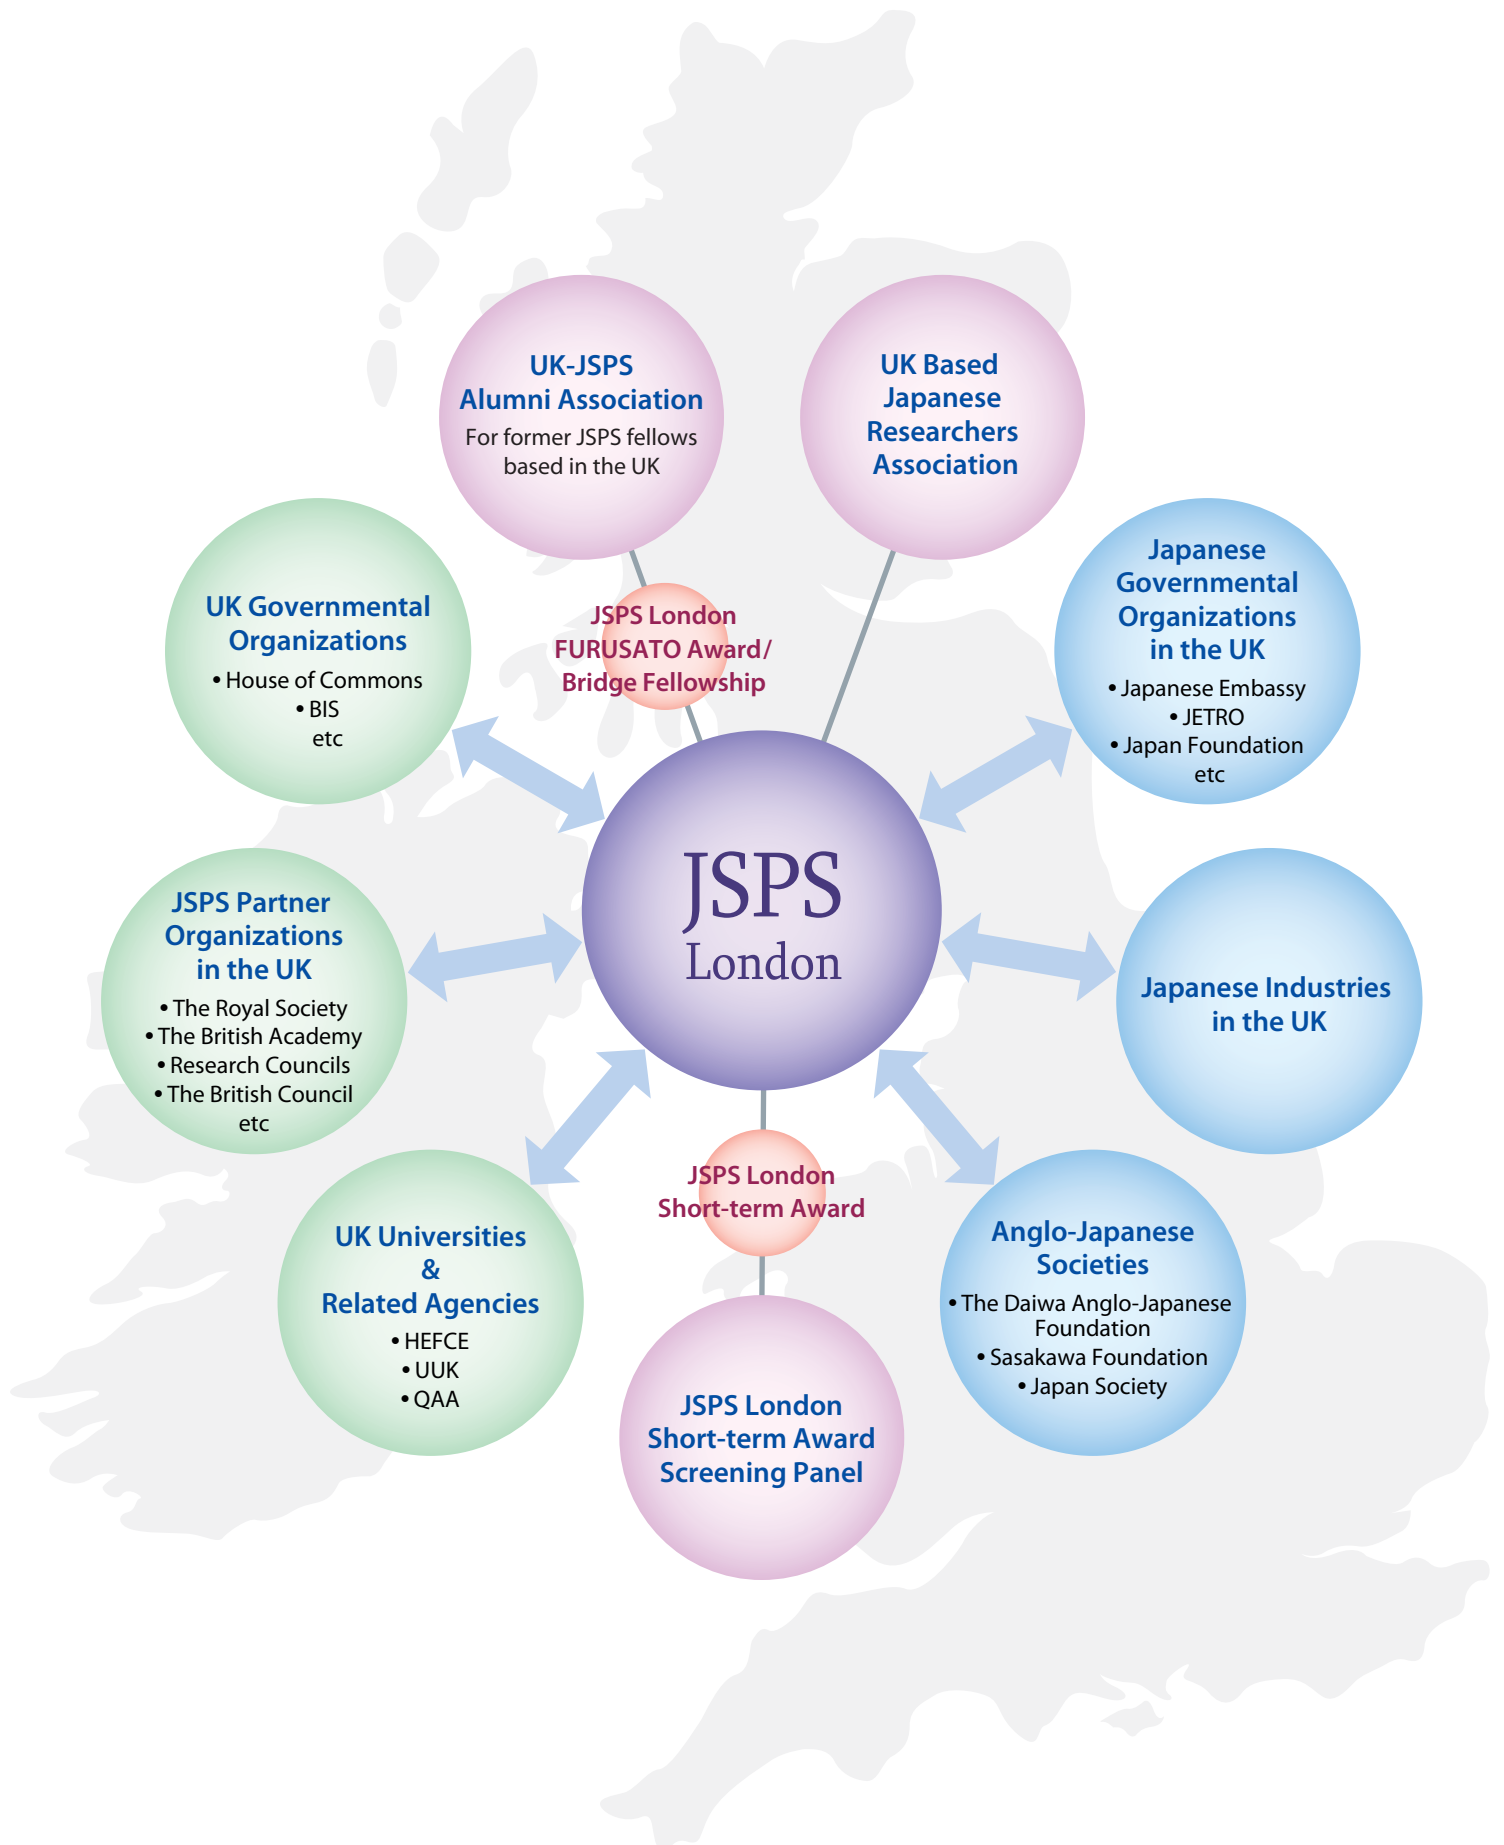 UK-JSPS
Alumni Association
For former JSPS fellows
based in the UK
UK Based
Japanese
Researchers
Association
UK Governmental
Organizations
• House of Commons
• BIS
etc
JSPS London
FURUSATO Award/
Bridge Fellowship
Japanese
Governmental
Organizations
in the UK
• Japanese Embassy
• JETRO
• Japan Foundation
etc
JSPS
London
JSPS Partner
Organizations
in the UK
• The Royal Society
• The British Academy
• Research Councils
• The British Council
etc
Japanese Industries
in the UK
UK Universities
&
Related Agencies
• HEFCE
• UUK
• QAA
JSPS London
Short-term Award
Anglo-Japanese
Societies
• The Daiwa Anglo-Japanese
Foundation
• Sasakawa Foundation
• Japan Society
JSPS London
Short-term Award
Screening Panel